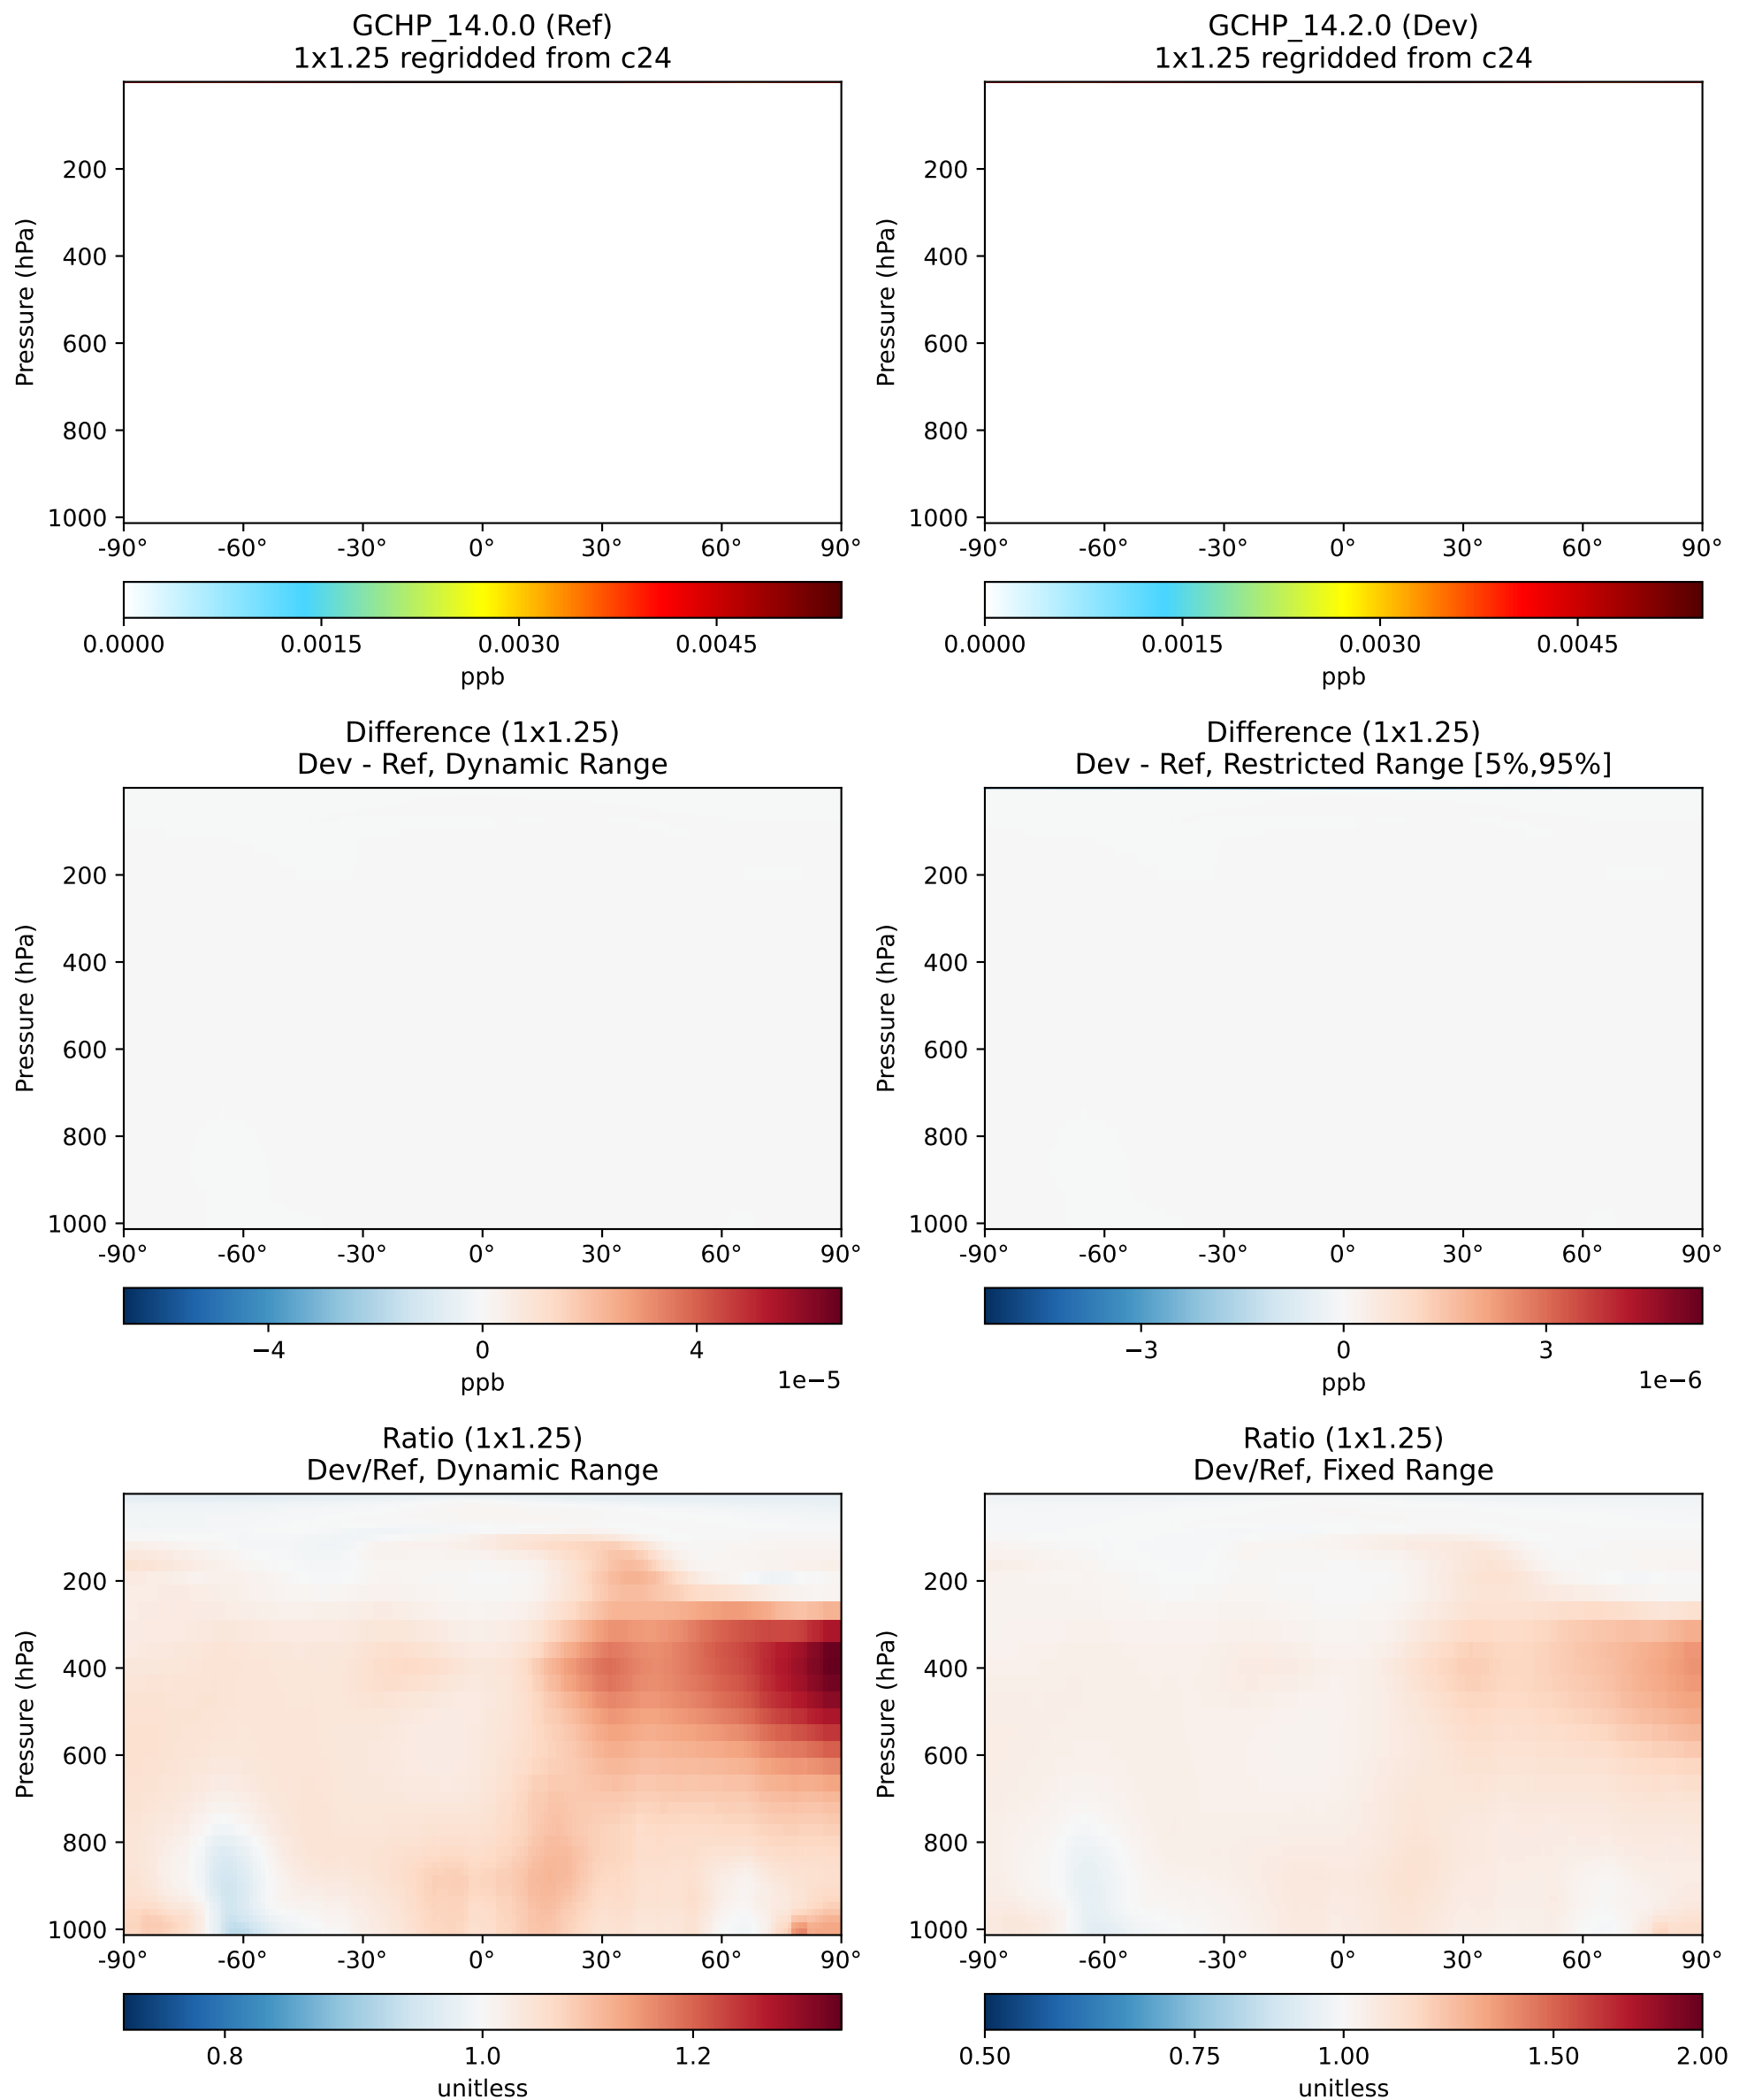 GCHP_14.0.0 (Ref)
1x1.25 regridded from c24
Pressure (hPa)
200
400
600
800
1000
-90° -60° -30° 0° 30° 60° 90°
0.0000 0.0015 0.0030 0.0045
ppb
GCHP_14.2.0 (Dev)
1x1.25 regridded from c24
Pressure (hPa)
200
400
600
800
1000
-90° -60° -30° 0° 30° 60° 90°
0.0000 0.0015 0.0030 0.0045
ppb
Difference (1x1.25)
Dev - Ref, Dynamic Range
Pressure (hPa)
200
400
600
800
1000
-90° -60° -30° 0° 30° 60° 90°
−4 0 4
1e−5
ppb
Difference (1x1.25)
Dev - Ref, Restricted Range [5%,95%]
Pressure (hPa)
200
400
600
800
1000
-90° -60° -30° 0° 30° 60° 90°
−3 0 3
1e−6
ppb
Ratio (1x1.25)
Dev/Ref, Dynamic Range
Pressure (hPa)
200
400
600
800
1000
-90° -60° -30° 0° 30° 60° 90°
0.8 1.0 1.2
unitless
Ratio (1x1.25)
Dev/Ref, Fixed Range
Pressure (hPa)
200
400
600
800
1000
-90° -60° -30° 0° 30° 60° 90°
0.50 0.75 1.00 1.50 2.00
unitless